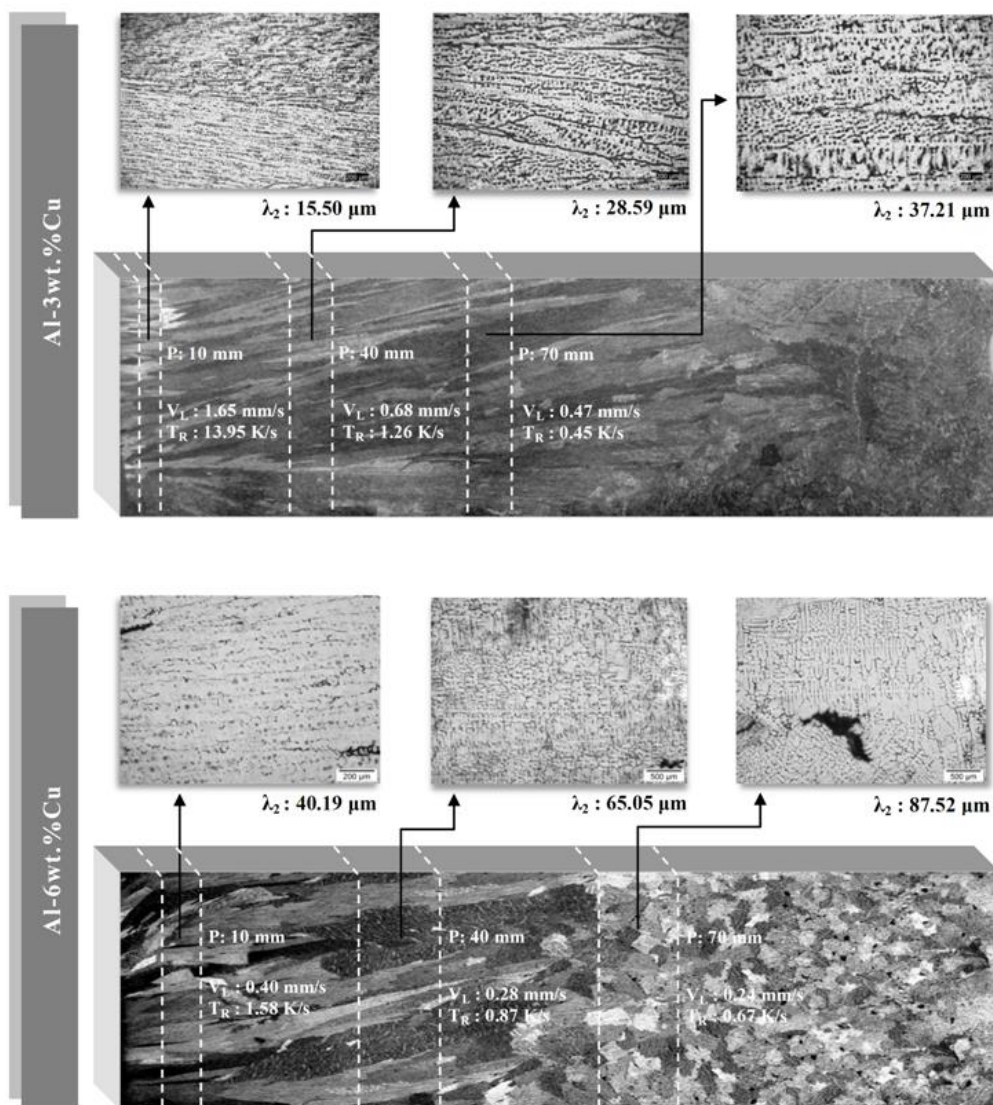 Al-3wt.%Cu
λ₂ : 15.50 μm
λ₂ : 28.59 μm
λ₂ : 37.21 μm
P: 10 mm
P: 40 mm
P: 70 mm
V_L : 1.65 mm/s
T_R : 13.95 K/s
V_L : 0.68 mm/s
T_R : 1.26 K/s
V_L : 0.47 mm/s
T_R : 0.45 K/s
Al-6wt.%Cu
200 μm
500 μm
500 μm
λ₂ : 40.19 μm
λ₂ : 65.05 μm
λ₂ : 87.52 μm
P: 10 mm
P: 40 mm
P: 70 mm
V_L : 0.40 mm/s
T_R : 1.58 K/s
V_L : 0.28 mm/s
T_R : 0.87 K/s
V_L : 0.24 mm/s
T_R : 0.67 K/s